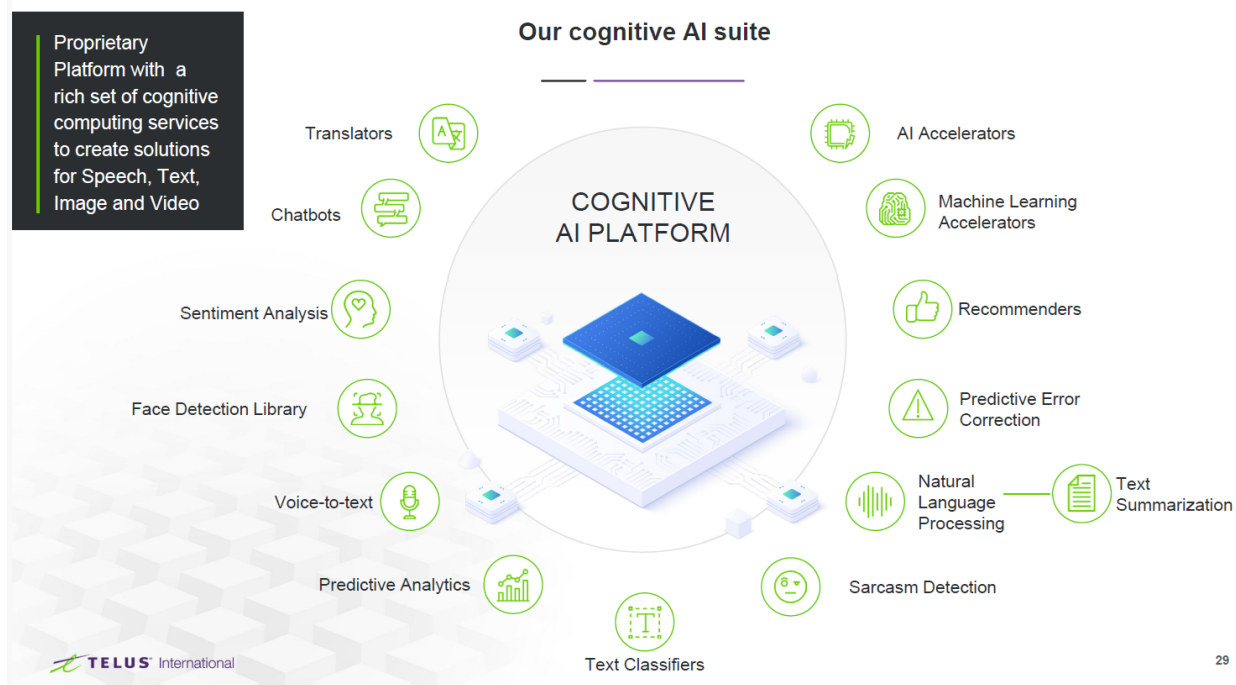 Proprietary
Platform with a
rich set of cognitive
computing services
to create solutions
for Speech, Text,
Image and Video
Our cognitive AI suite
COGNITIVE
AI PLATFORM
Translators
Chatbots
Sentiment Analysis
Face Detection Library
Voice-to-text
Predictive Analytics
Text Classifiers
AI Accelerators
Machine Learning
Accelerators
Recommenders
Predictive Error
Correction
Natural
Language
Processing
Text
Summarization
Sarcasm Detection
TELUS® International
29